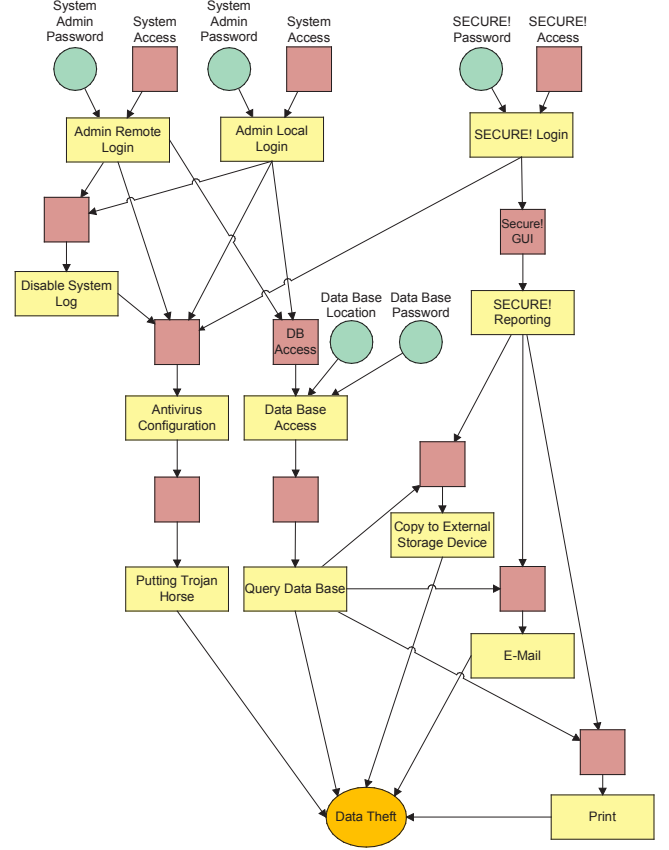 System
Admin
Password
System
Access
System
Admin
Password
System
Access
SECURE!
Password
SECURE!
Access
Admin Remote
Login
Admin Local
Login
SECURE! Login
Secure!
GUI
Disable System
Log
SECURE!
Reporting
Data Base
Location
Data Base
Password
DB
Access
Antivirus
Configuration
Data Base
Access
Copy to External
Storage Device
Putting Trojan
Horse
Query Data Base
E-Mail
Data Theft
Print